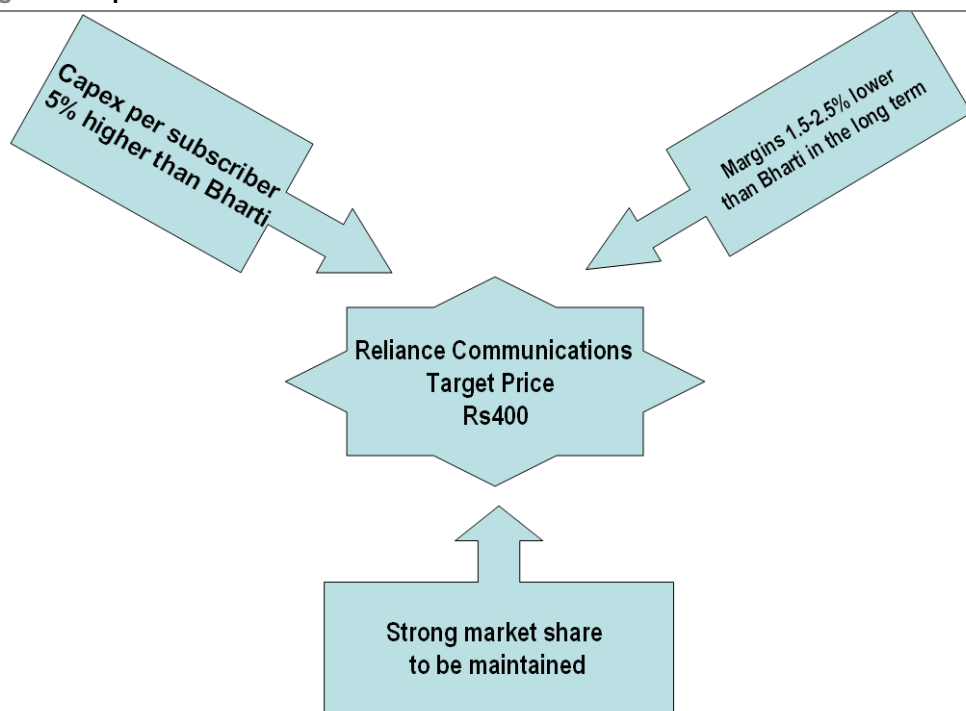 Capex per subscriber
5% higher than Bharti
Margins 1.5-2.5% lower
than Bharti in the long term
Reliance Communications
Target Price
Rs400
Strong market share
to be maintained